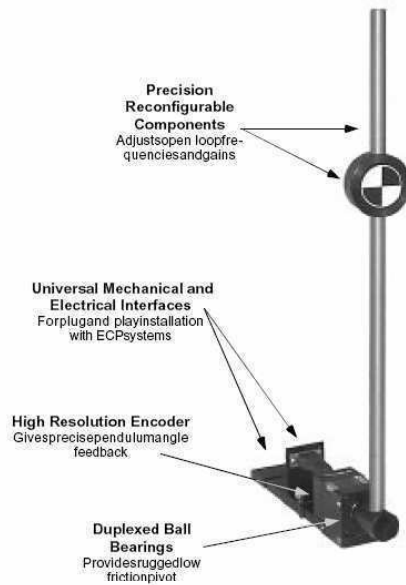 Precision
Reconfigurable
Components
Adjustsopen loopfre-
quenciesandgains
Universal Mechanical and
Electrical Interfaces
Forplugand playinstallation
with ECPsystems
High Resolution Encoder
Givesprecisependulumangle
feedback
Duplexed Ball
Bearings
Providesruggedlow
frictionpivot